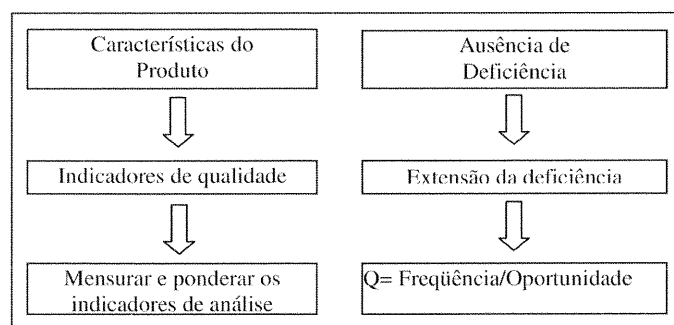 Características do
Produto
Indicadores de qualidade
Mensurar e ponderar os
indicadores de análise
Ausência de
Deficiência
Extensão da deficiência
Q= Freqüência/Oportunidade